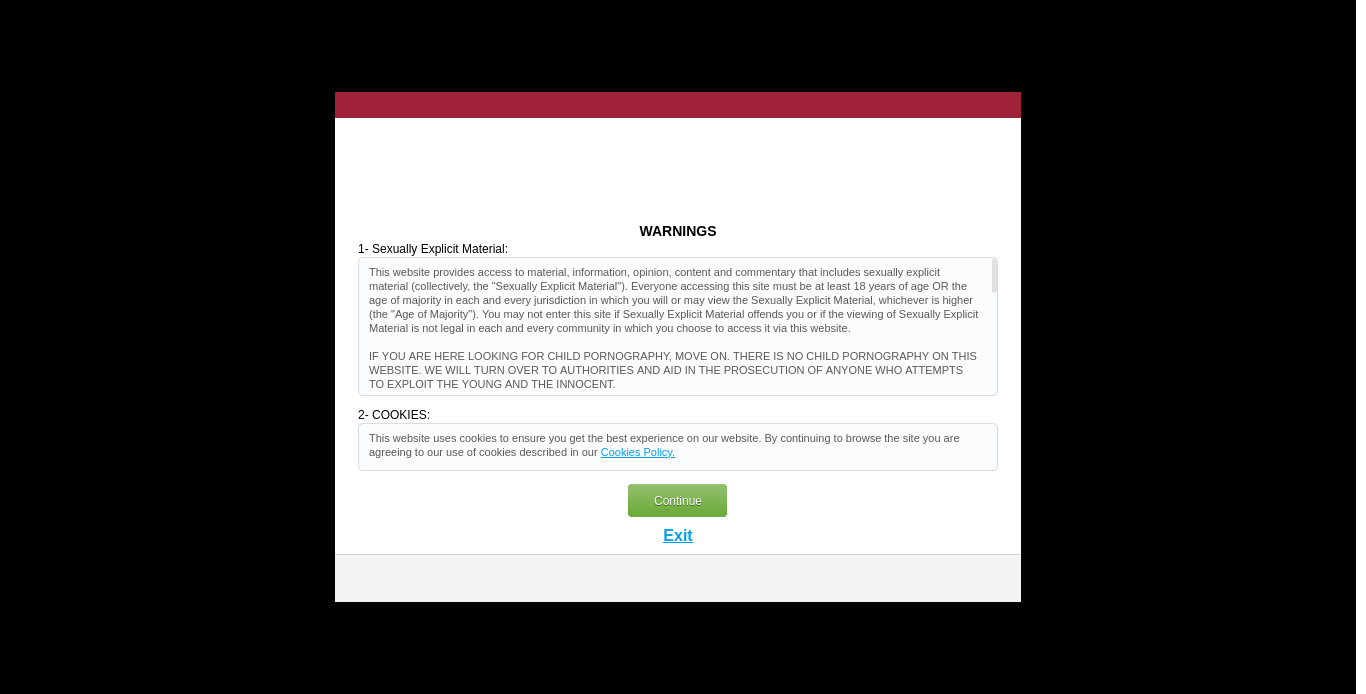 WARNINGS
1- Sexually Explicit Material:
This website provides access to material, information, opinion, content and commentary that includes sexually explicit
material (collectively, the "Sexually Explicit Material"). Everyone accessing this site must be at least 18 years of age OR the
age of majority in each and every jurisdiction in which you will or may view the Sexually Explicit Material, whichever is higher
(the "Age of Majority"). You may not enter this site if Sexually Explicit Material offends you or if the viewing of Sexually Explicit
Material is not legal in each and every community in which you choose to access it via this website.
IF YOU ARE HERE LOOKING FOR CHILD PORNOGRAPHY, MOVE ON. THERE IS NO CHILD PORNOGRAPHY ON THIS
WEBSITE. WE WILL TURN OVER TO AUTHORITIES AND AID IN THE PROSECUTION OF ANYONE WHO ATTEMPTS
TO EXPLOIT THE YOUNG AND THE INNOCENT.
2- COOKIES:
This website uses cookies to ensure you get the best experience on our website. By continuing to browse the site you are
agreeing to our use of cookies described in our Cookies Policy.
Continue
Exit